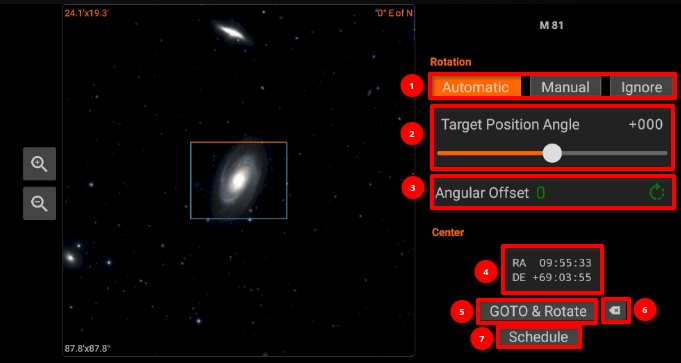 24.1'x19.3'
"0° E of N
M 81
Rotation
1
Automatic Manual Ignore
2
Target Position Angle +000
3
Angular Offset 0
Center
4
RA 09:55:33
DE +69:03:55
5
GOTO & Rotate
6
7
Schedule
87.8'x87.8'